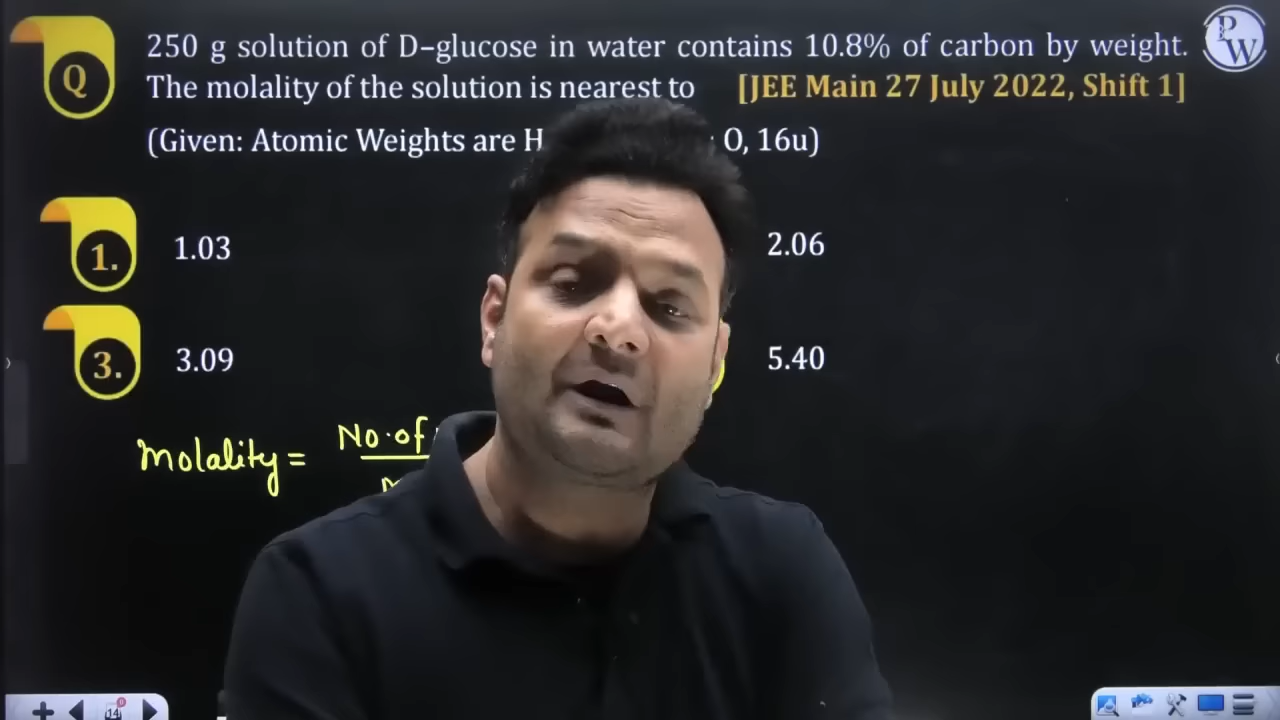 Q
250 g solution of D–glucose in water contains 10.8% of carbon by weight.
The molality of the solution is nearest to [JEE Main 27 July 2022, Shift 1]
(Given: Atomic Weights are H O, 16u)
PW
1. 1.03
2.06
3. 3.09
5.40
Molality = No. of
14